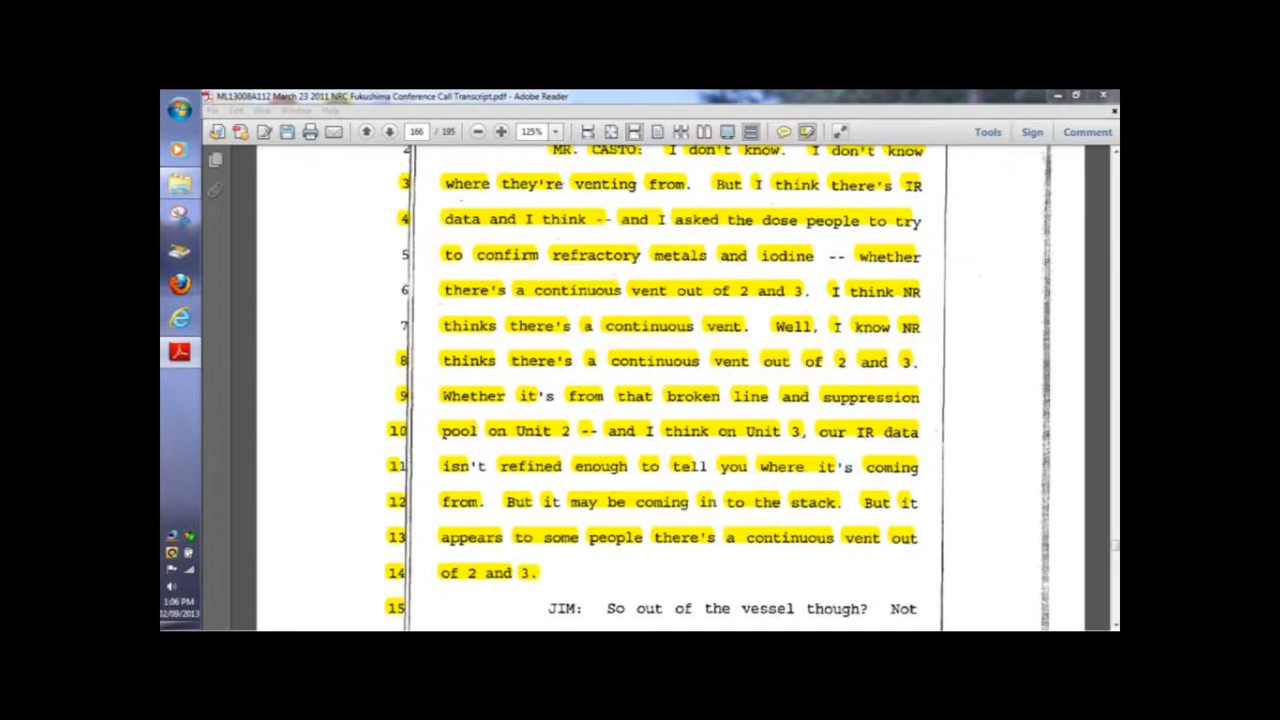 ML13008A112 March 23 2011 NRC Fukushima Conference Call Transcript.pdf - Adobe Reader
File Edit View Window Help
166 / 195 125% Tools Sign Comment
2 MR. CASTO: I don't know. I don't know
3 where they're venting from. But I think there's IR
4 data and I think -- and I asked the dose people to try
5 to confirm refractory metals and iodine -- whether
6 there's a continuous vent out of 2 and 3. I think NR
7 thinks there's a continuous vent. Well, I know NR
8 thinks there's a continuous vent out of 2 and 3.
9 Whether it's from that broken line and suppression
10 pool on Unit 2 -- and I think on Unit 3, our IR data
11 isn't refined enough to tell you where it's coming
12 from. But it may be coming in to the stack. But it
13 appears to some people there's a continuous vent out
14 of 2 and 3.
15 JIM: So out of the vessel though? Not
1:06 PM
02/09/2013